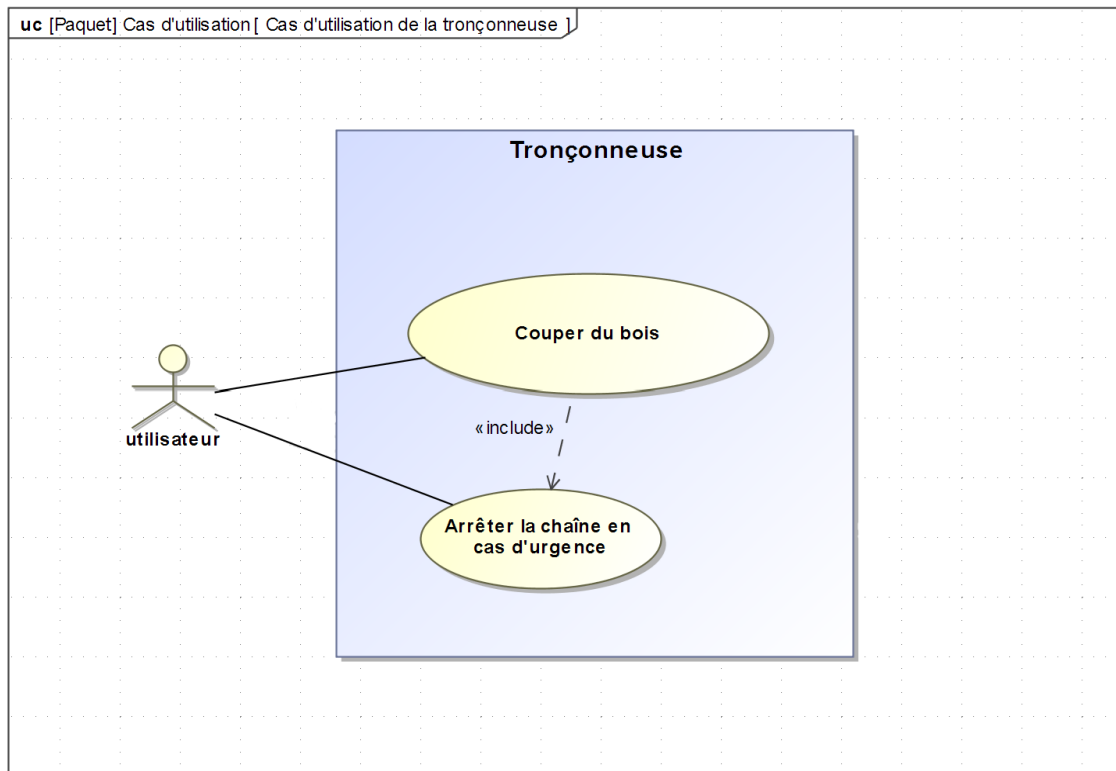 uc [Paquet] Cas d'utilisation [ Cas d'utilisation de la tronçonneuse ]
Tronçonneuse
Couper du bois
«include»
utilisateur
Arrêter la chaîne en
cas d'urgence